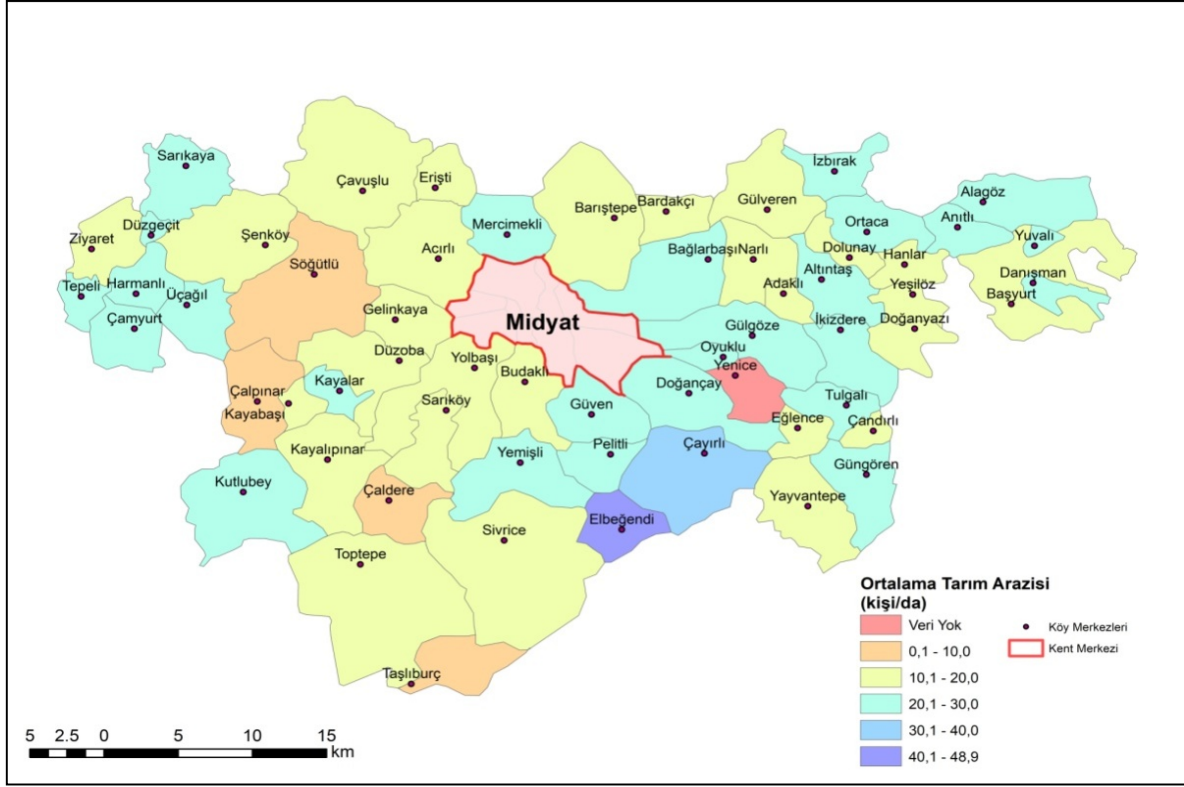 Sarıkaya
Çavuşlu
Erişti
İzbırak
Alagöz
Ziyaret
Düzgeçit
Şenköy
Mercimekli
Barıştepe
Bardakçı
Gülveren
Ortaca
Anıtlı
Yuvalı
Söğütlü
Acırlı
Bağlarbaşı
Narlı
Dolunay
Hanlar
Tepeli
Harmanlı
Üçağıl
Adaklı
Altıntaş
Yeşilöz
Danışman
Başyurt
Çamyurt
Gelinkaya
Midyat
Gülgöze
İkizdere
Doğanyazı
Düzoba
Yolbaşı
Budaklı
Oyuklu
Yenice
Çalpınar
Kayalar
Kayabaşı
Sarıköy
Güven
Doğançay
Tulgalı
Eğlence
Çandırlı
Kayalıpınar
Yemişli
Pelitli
Çayırlı
Güngören
Kutlubey
Çaldere
Sivrice
Elbeğendi
Yayvantepe
Toptepe
Taşlıburç
Ortalama Tarım Arazisi
(kişi/da)
Veri Yok
0,1 - 10,0
10,1 - 20,0
20,1 - 30,0
30,1 - 40,0
40,1 - 48,9
Köy Merkezleri
Kent Merkezi
5 2.5 0 5 10 15
km